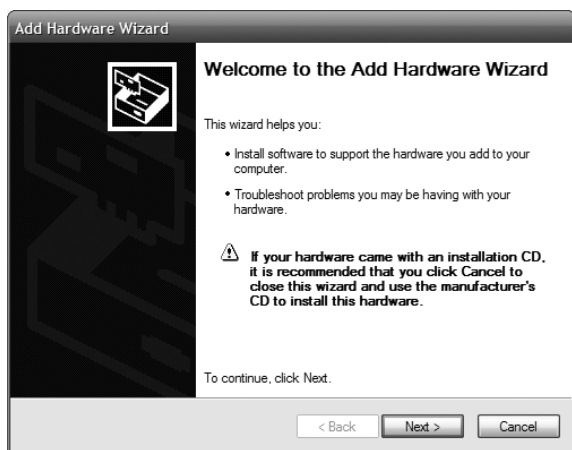 Add Hardware Wizard
Welcome to the Add Hardware Wizard
This wizard helps you:
• Install software to support the hardware you add to your
computer.
• Troubleshoot problems you may be having with your
hardware.
If your hardware came with an installation CD,
it is recommended that you click Cancel to
close this wizard and use the manufacturer's
CD to install this hardware.
To continue, click Next.
< Back Next > Cancel